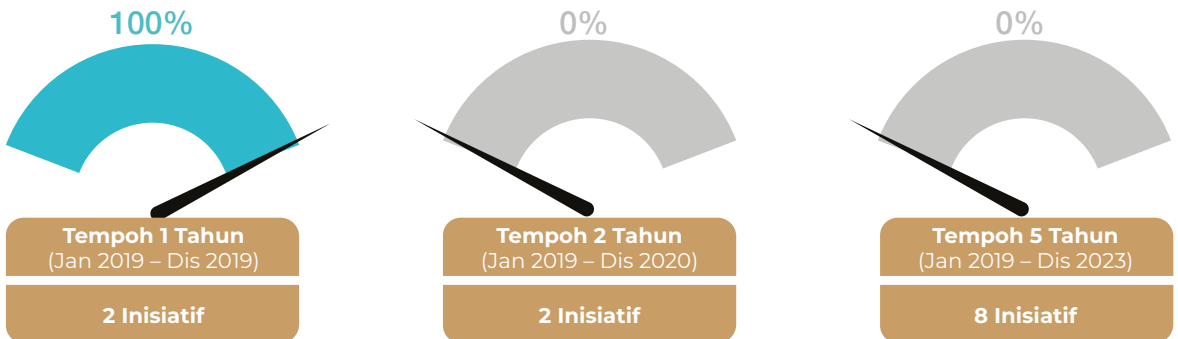 100%
Tempoh 1 Tahun
(Jan 2019 – Dis 2019)
2 Inisiatif
0%
Tempoh 2 Tahun
(Jan 2019 – Dis 2020)
2 Inisiatif
0%
Tempoh 5 Tahun
(Jan 2019 – Dis 2023)
8 Inisiatif